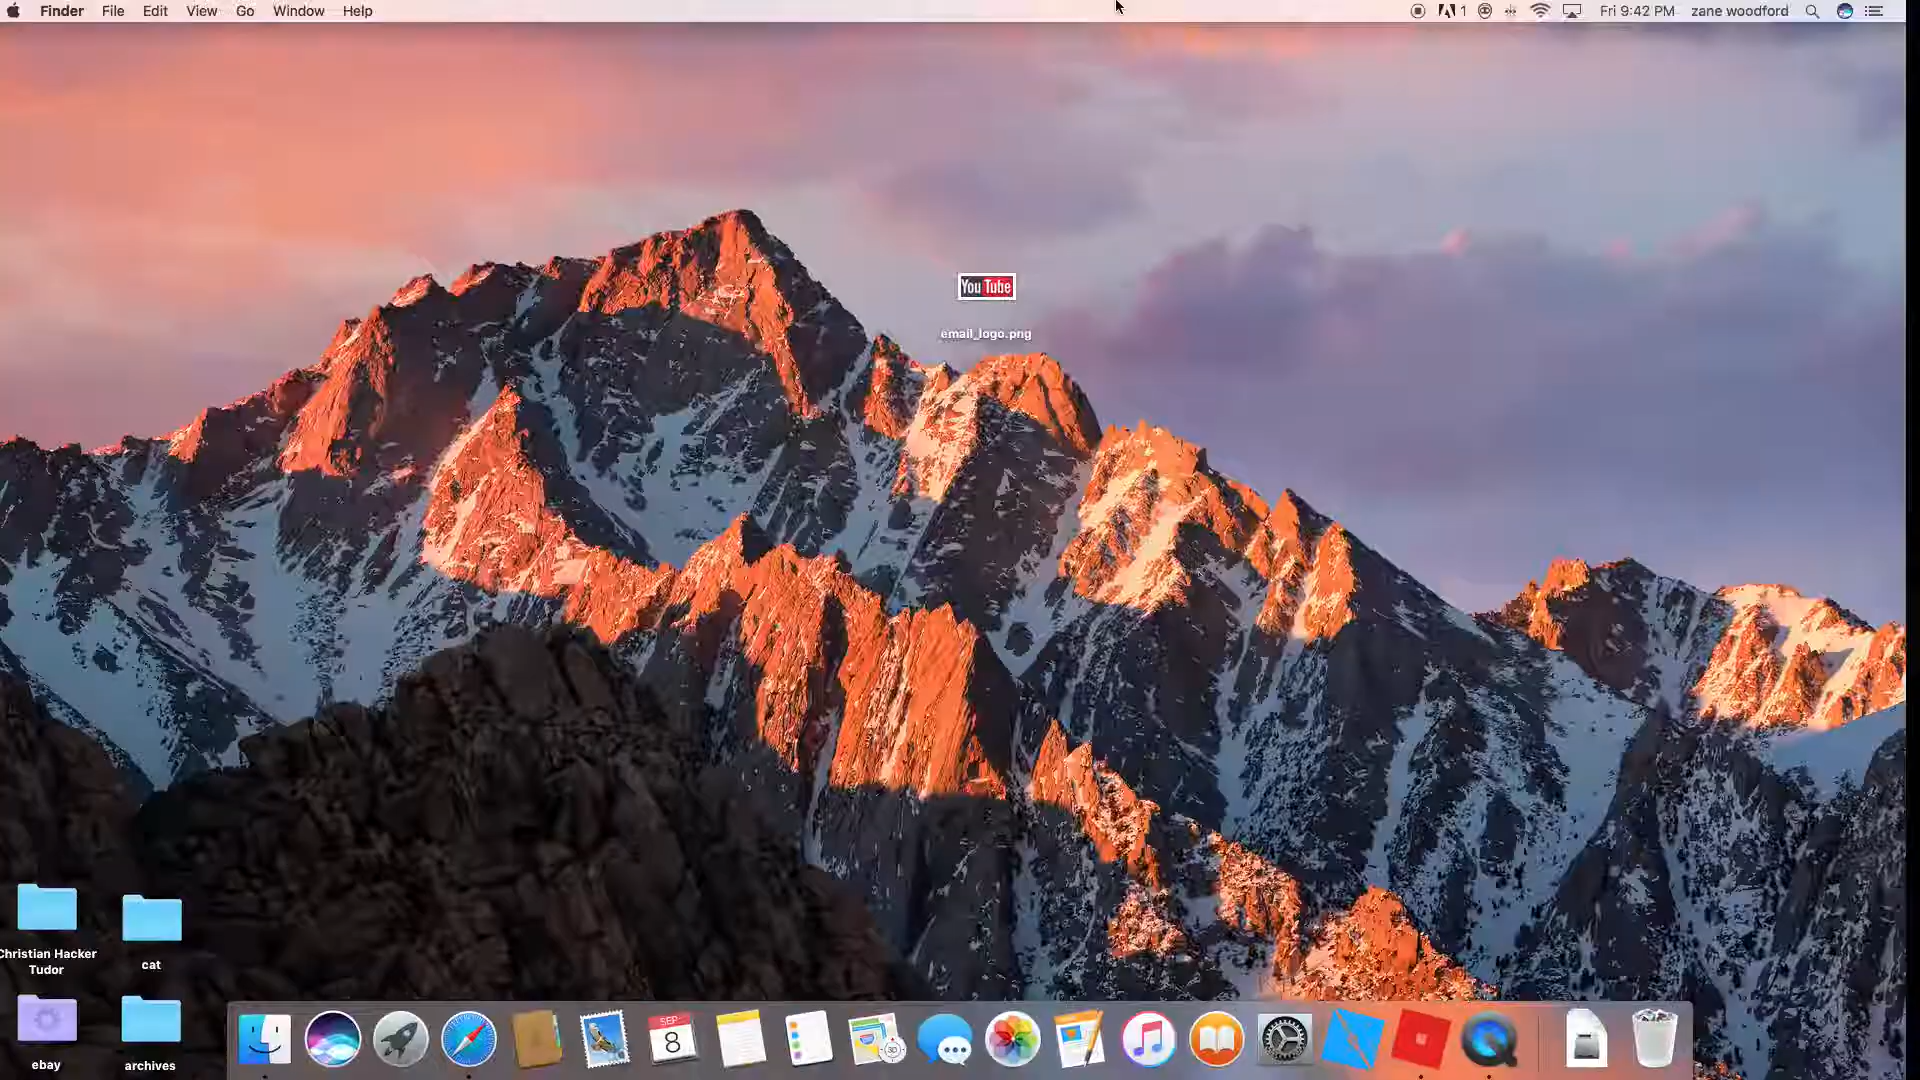 Finder File Edit View Go Window Help
1 Fri 9:42 PM zane woodford
You Tube
email_logo.png
Christian Hacker
Tudor
cat
ebay
archives
SEP
8
30